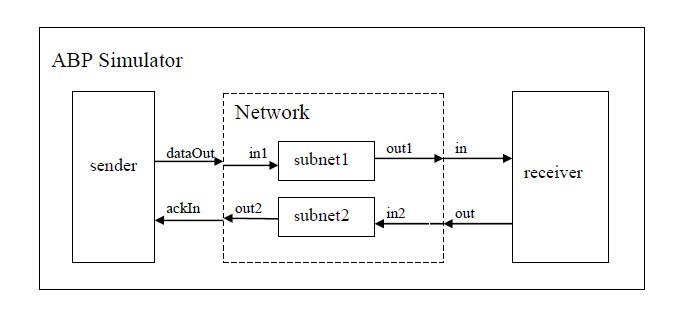 ABP Simulator
Network
dataOut in1 subnet1 out1 in
sender
receiver
ackIn out2 subnet2 in2 out